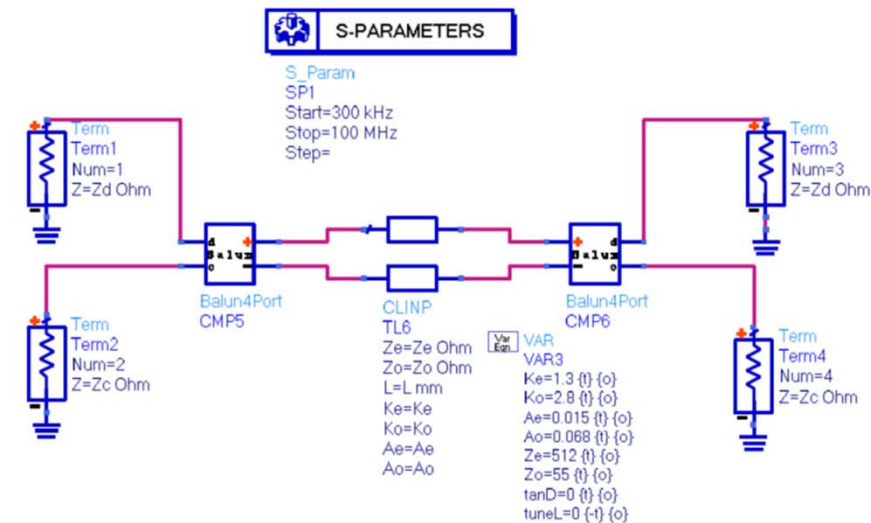 S-PARAMETERS
S_Param
SP1
Start=300 kHz
Stop=100 MHz
Step=
+
Term
Term1
Num=1
Z=Zd Ohm
-
+
Term
Term3
Num=3
Z=Zd Ohm
-
d +
Balun
c -
Balun4Port
CMP5
+ d
Balun
- c
Balun4Port
CMP6
+
Term
Term2
Num=2
Z=Zc Ohm
-
CLINP
TL6
Ze=Ze Ohm
Zo=Zo Ohm
L=L mm
Ke=Ke
Ko=Ko
Ae=Ae
Ao=Ao
Var
Eqn
VAR
VAR3
Ke=1.3 {t} {o}
Ko=2.8 {t} {o}
Ae=0.015 {t} {o}
Ao=0.068 {t} {o}
Ze=512 {t} {o}
Zo=55 {t} {o}
tanD=0 {t} {o}
tuneL=0 {-t} {o}
+
Term
Term4
Num=4
Z=Zc Ohm
-